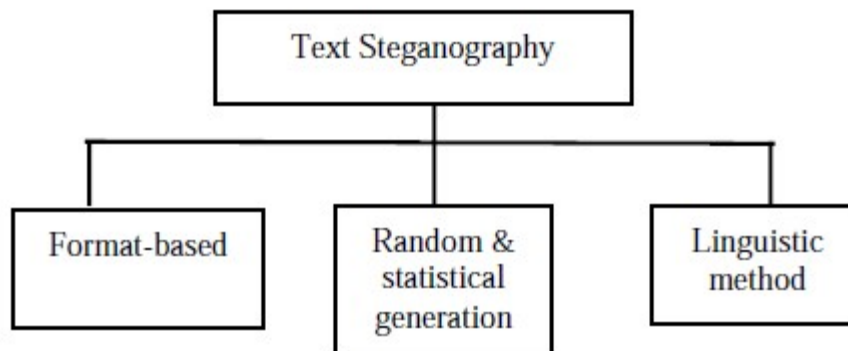 Text Steganography
Format-based
Random &
statistical
generation
Linguistic
method